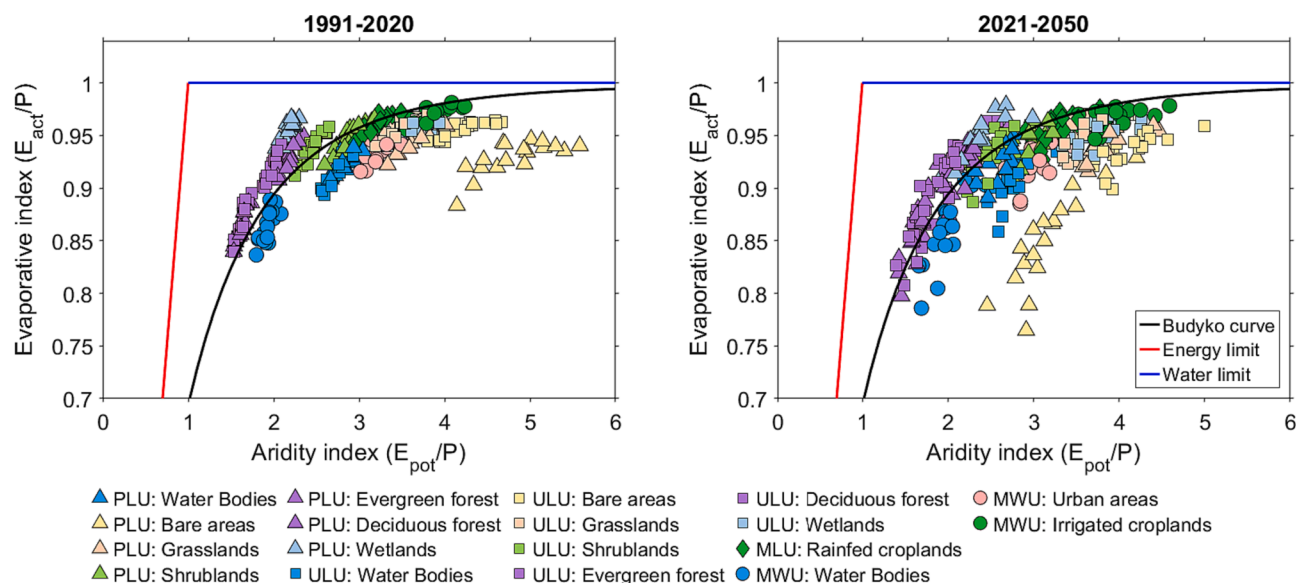 1991-2020
2021-2050
Evaporative index (E_act/P)
1
0.95
0.9
0.85
0.8
0.75
0.7
0 1 2 3 4 5 6
Aridity index (E_pot/P)
Evaporative index (E_act/P)
1
0.95
0.9
0.85
0.8
0.75
0.7
0 1 2 3 4 5 6
Aridity index (E_pot/P)
Budyko curve
Energy limit
Water limit
PLU: Water Bodies
PLU: Bare areas
PLU: Grasslands
PLU: Shrublands
PLU: Evergreen forest
PLU: Deciduous forest
PLU: Wetlands
ULU: Water Bodies
ULU: Bare areas
ULU: Grasslands
ULU: Shrublands
ULU: Evergreen forest
ULU: Deciduous forest
ULU: Wetlands
MLU: Rainfed croplands
MWU: Water Bodies
MWU: Urban areas
MWU: Irrigated croplands